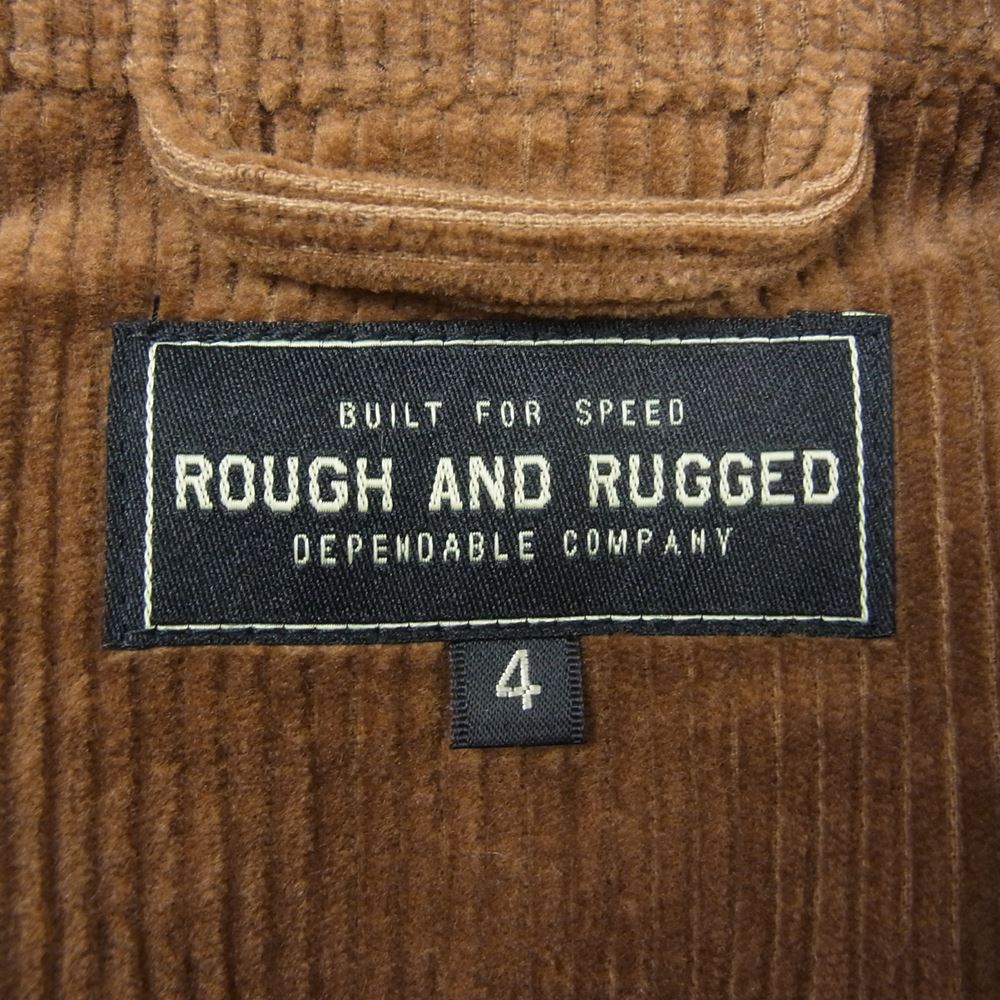 BUILT FOR SPEED
ROUGH AND RUGGED
DEPENDABLE COMPANY
4